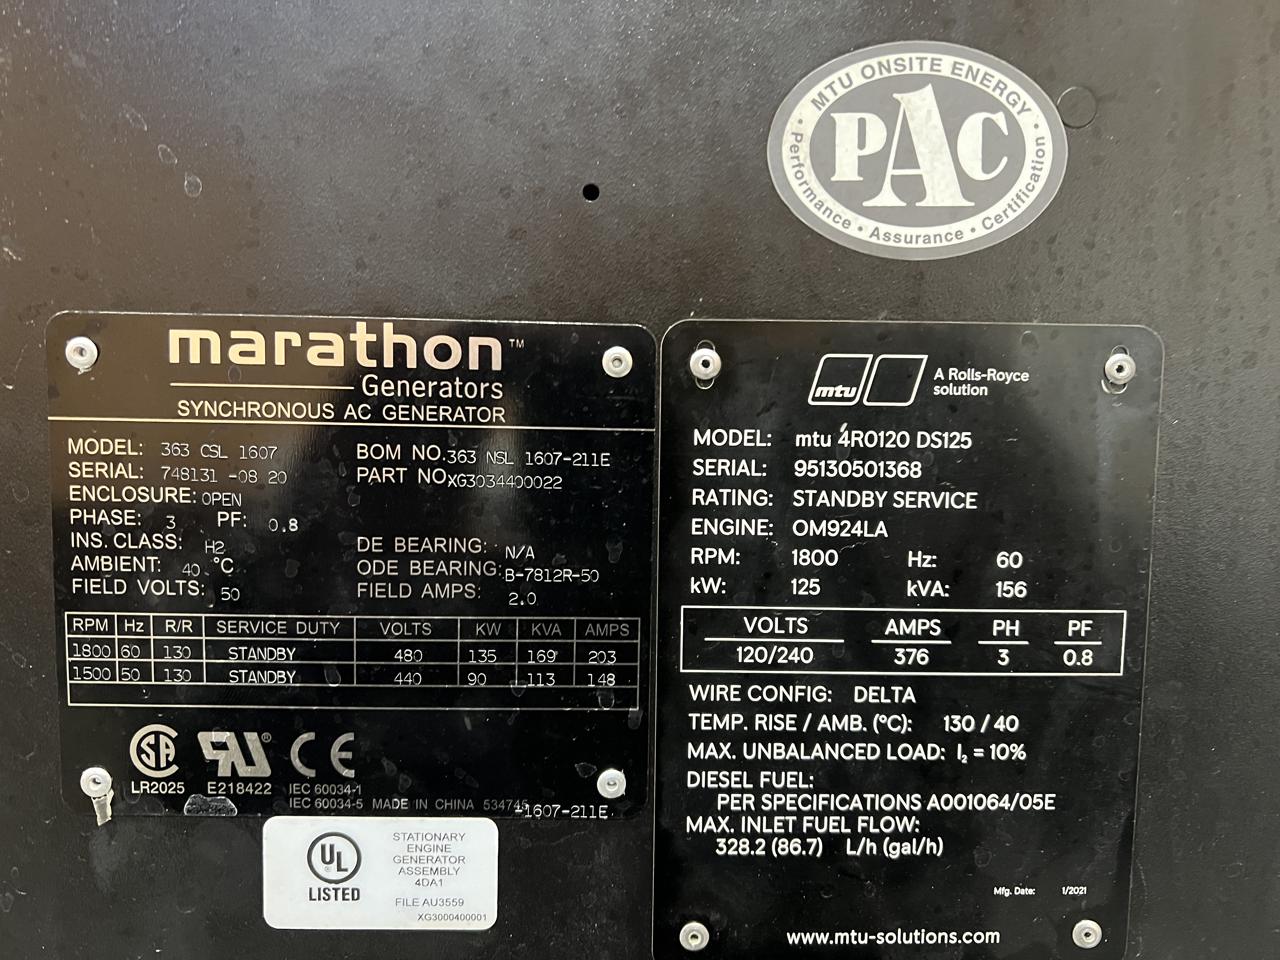 MTU ONSITE ENERGY
PAC
Performance • Assurance • Certification
marathon™
Generators
SYNCHRONOUS AC GENERATOR
MODEL: 363 CSL 1607 BOM NO. 363 NSL 1607-211E
SERIAL: 748131 -08 20 PART NO XG3034400022
ENCLOSURE: OPEN
PHASE: 3 PF: 0.8
INS. CLASS: H2 DE BEARING: N/A
AMBIENT: 40 °C ODE BEARING: B-7812R-50
FIELD VOLTS: 50 FIELD AMPS: 2.0
RPM Hz R/R SERVICE DUTY VOLTS KW KVA AMPS
1800 60 130 STANDBY 480 135 169 203
1500 50 130 STANDBY 440 90 113 148
SA RU® CE
LR2025 E218422 IEC 60034-1
IEC 60034-5 MADE IN CHINA 534745 -1607-211E
UL
LISTED
STATIONARY
ENGINE
GENERATOR
ASSEMBLY
4DA1
FILE AU3559
XG3000400001
mtu A Rolls-Royce
solution
MODEL: mtu 4R0120 DS125
SERIAL: 95130501368
RATING: STANDBY SERVICE
ENGINE: OM924LA
RPM: 1800 Hz: 60
kW: 125 kVA: 156
VOLTS AMPS PH PF
120/240 376 3 0.8
WIRE CONFIG: DELTA
TEMP. RISE / AMB. (°C): 130 / 40
MAX. UNBALANCED LOAD: I₂ = 10%
DIESEL FUEL:
PER SPECIFICATIONS A001064/05E
MAX. INLET FUEL FLOW:
328.2 (86.7) L/h (gal/h)
Mfg. Date: 1/2021
www.mtu-solutions.com